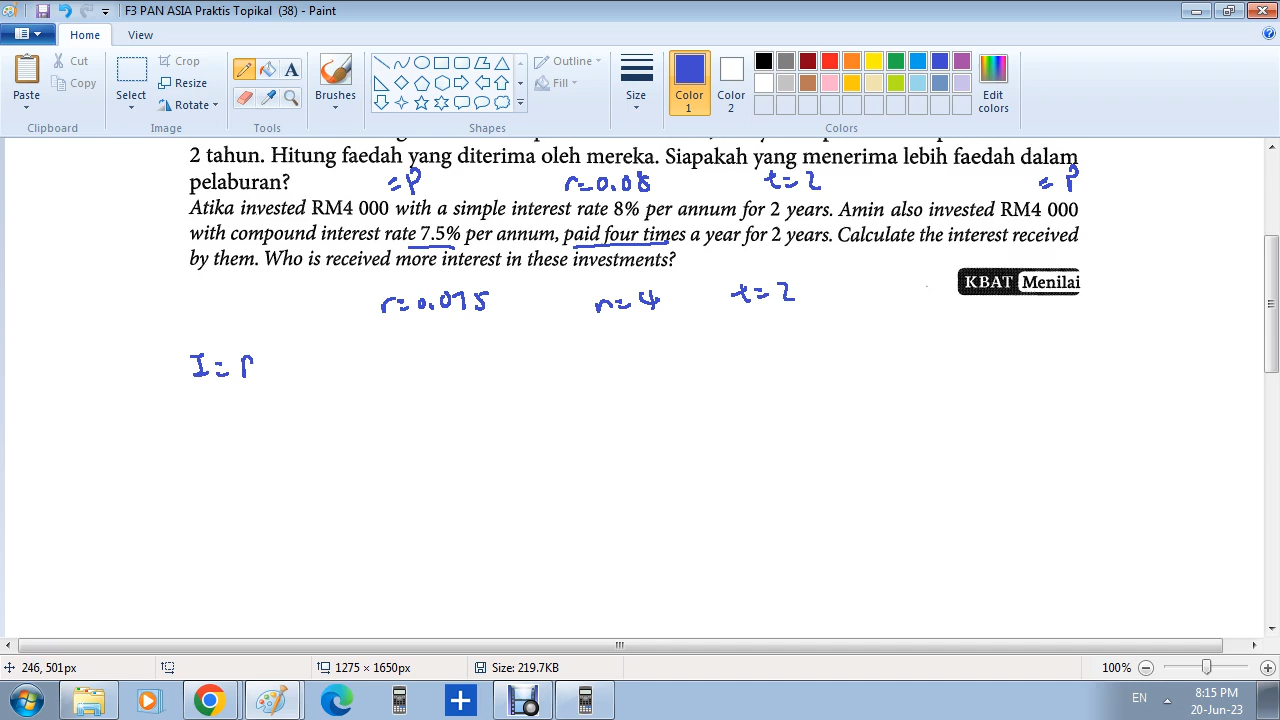 F3 PAN ASIA Praktis Topikal (38) - Paint
Home View
Paste Cut Copy
Select Crop Resize Rotate
Brushes
Size
Outline
Fill
Color 1 Color 2
Edit colors
Clipboard Image Tools Shapes Colors
2 tahun. Hitung faedah yang diterima oleh mereka. Siapakah yang menerima lebih faedah dalam
pelaburan?
= P r = 0.08 t = 2 = P
Atika invested RM4 000 with a simple interest rate 8% per annum for 2 years. Amin also invested RM4 000
with compound interest rate 7.5% per annum, paid four times a year for 2 years. Calculate the interest received
by them. Who is received more interest in these investments?
KBAT Menilai
r = 0.075 n = 4 t = 2
I =
246, 501px 1275 × 1650px Size: 219.7KB 100%
EN 8:15 PM
20-Jun-23